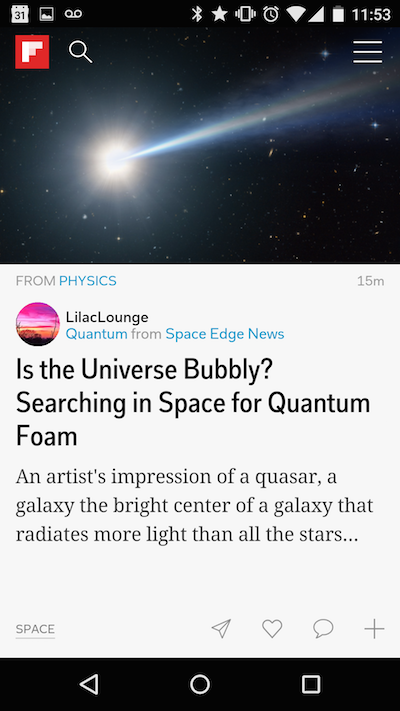 31
11:53
FROM PHYSICS
15m
LilacLounge
Quantum from Space Edge News
Is the Universe Bubbly?
Searching in Space for Quantum
Foam
An artist's impression of a quasar, a
galaxy the bright center of a galaxy that
radiates more light than all the stars...
SPACE